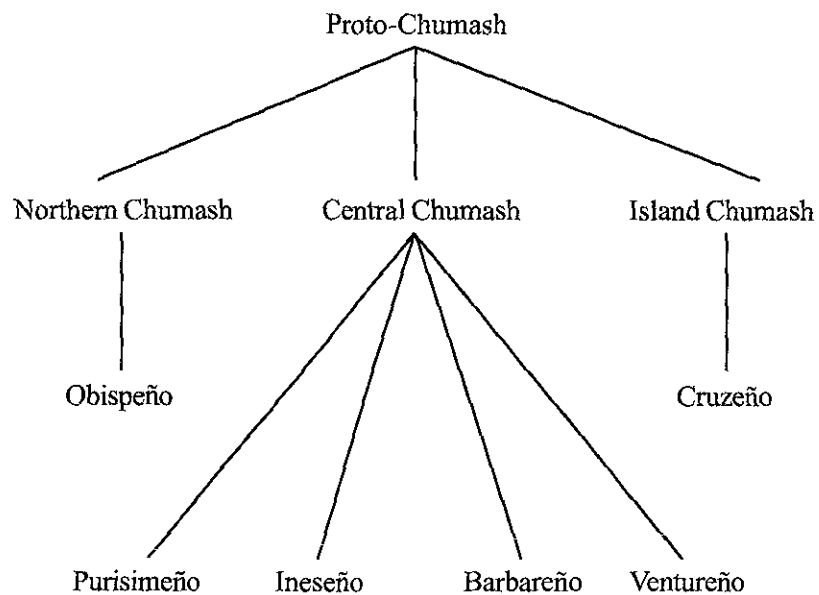 Proto-Chumash
Northern Chumash Central Chumash Island Chumash
Obispeño Cruzeño
Purisimeño Ineseño Barbareño Ventureño